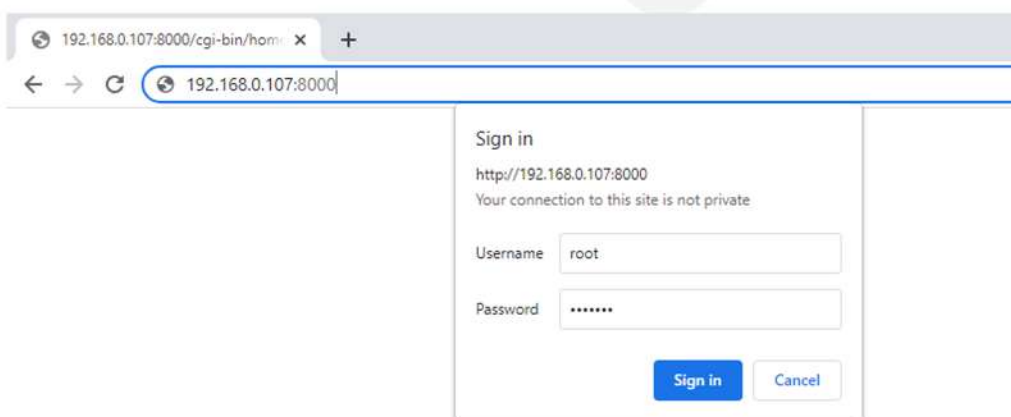 192.168.0.107:8000/cgi-bin/hom
192.168.0.107:8000
Sign in
http://192.168.0.107:8000
Your connection to this site is not private
Username root
Password •••••••
Sign in Cancel